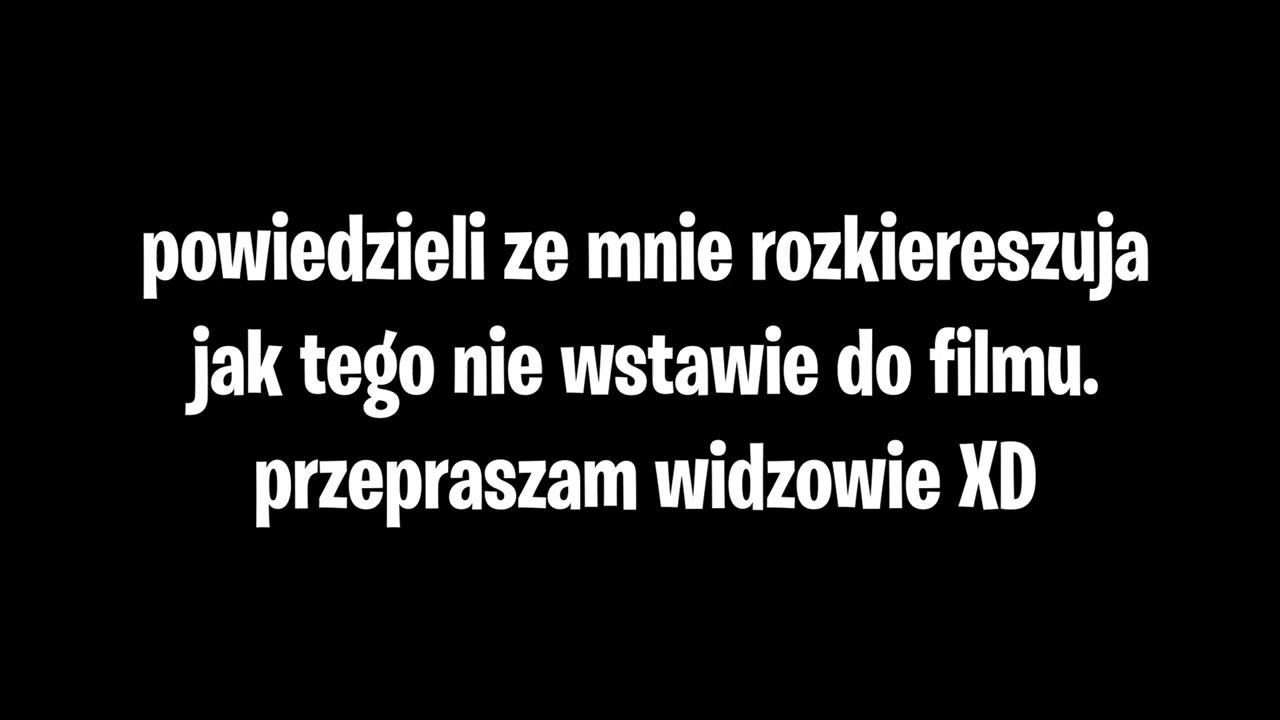 powiedzieli ze mnie rozkiereszuja
jak tego nie wstawie do filmu.
przepraszam widzowie XD